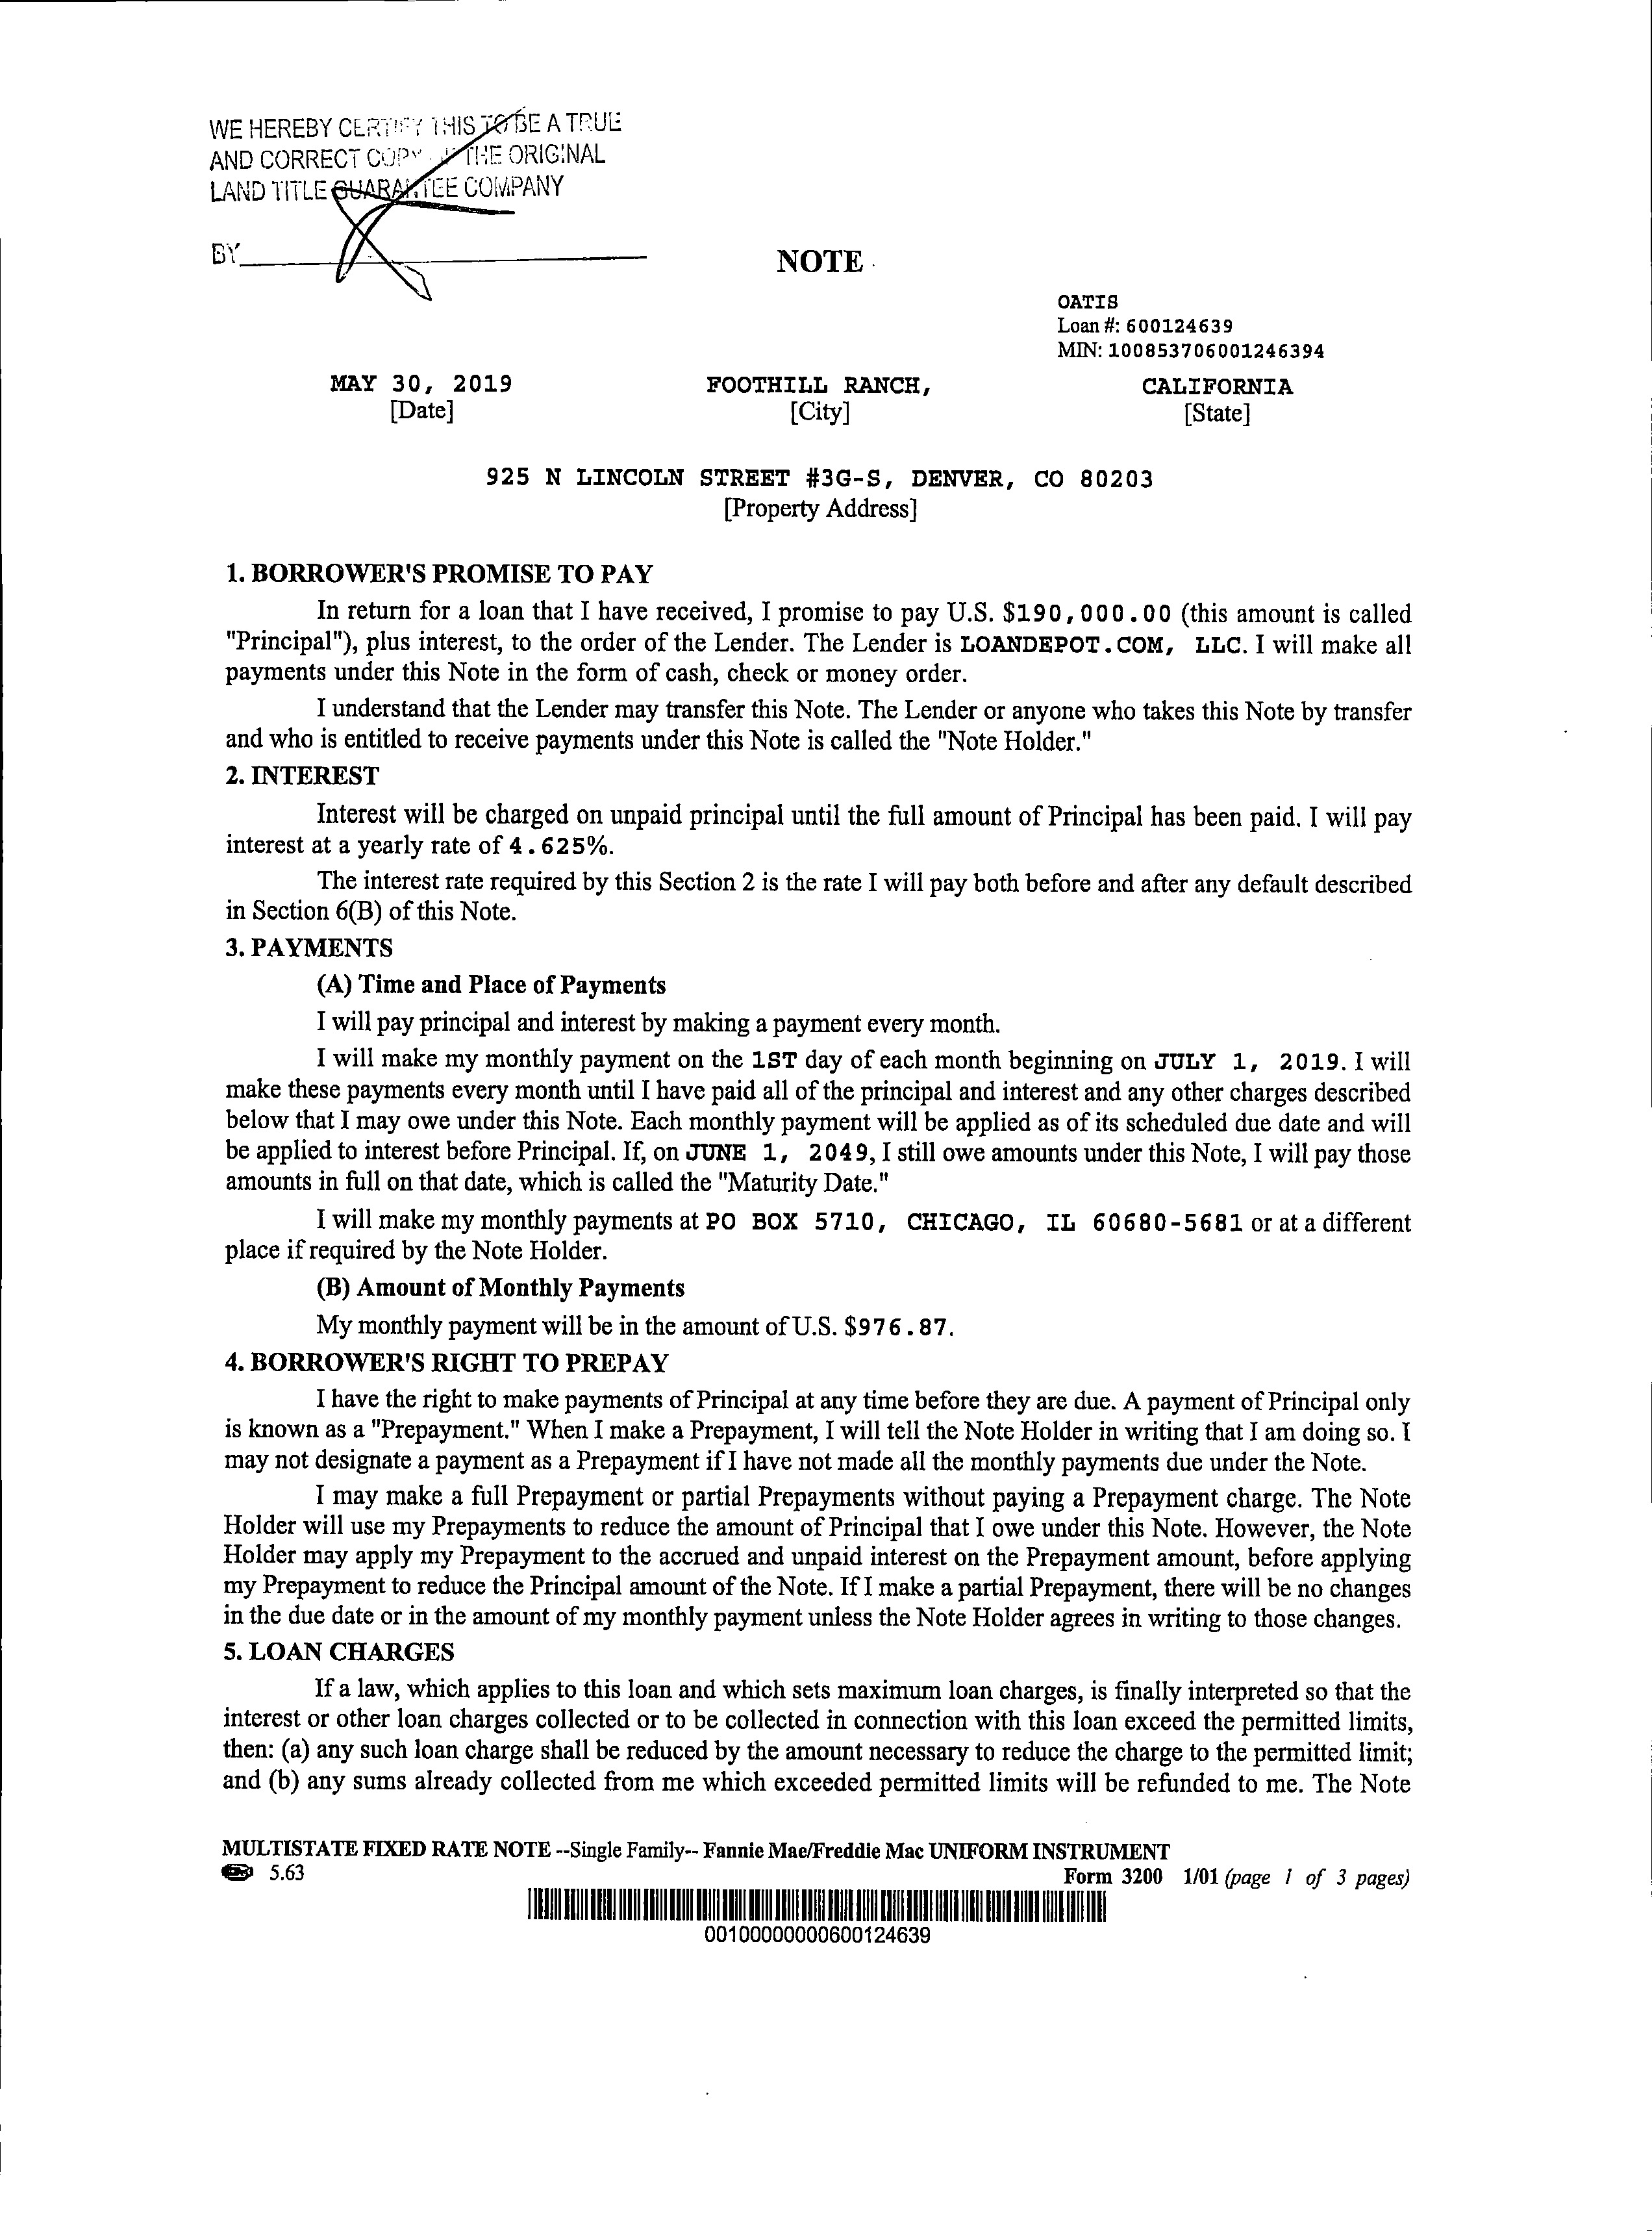 WE HEREBY CERTIFY THIS TO BE A TRUE
AND CORRECT COPY THE ORIGINAL
LAND TITLE GUARANTEE COMPANY
BY
NOTE
OATIS
Loan #: 600124639
MIN: 100853706001246394
MAY 30, 2019 FOOTHILL RANCH, CALIFORNIA
[Date] [City] [State]
925 N LINCOLN STREET #3G-S, DENVER, CO 80203
[Property Address]
1. BORROWER'S PROMISE TO PAY
In return for a loan that I have received, I promise to pay U.S. $190,000.00 (this amount is called
"Principal"), plus interest, to the order of the Lender. The Lender is LOANDEPOT.COM, LLC. I will make all
payments under this Note in the form of cash, check or money order.
I understand that the Lender may transfer this Note. The Lender or anyone who takes this Note by transfer
and who is entitled to receive payments under this Note is called the "Note Holder."
2. INTEREST
Interest will be charged on unpaid principal until the full amount of Principal has been paid. I will pay
interest at a yearly rate of 4.625%.
The interest rate required by this Section 2 is the rate I will pay both before and after any default described
in Section 6(B) of this Note.
3. PAYMENTS
(A) Time and Place of Payments
I will pay principal and interest by making a payment every month.
I will make my monthly payment on the 1ST day of each month beginning on JULY 1, 2019. I will
make these payments every month until I have paid all of the principal and interest and any other charges described
below that I may owe under this Note. Each monthly payment will be applied as of its scheduled due date and will
be applied to interest before Principal. If, on JUNE 1, 2049, I still owe amounts under this Note, I will pay those
amounts in full on that date, which is called the "Maturity Date."
I will make my monthly payments at PO BOX 5710, CHICAGO, IL 60680-5681 or at a different
place if required by the Note Holder.
(B) Amount of Monthly Payments
My monthly payment will be in the amount of U.S. $976.87.
4. BORROWER'S RIGHT TO PREPAY
I have the right to make payments of Principal at any time before they are due. A payment of Principal only
is known as a "Prepayment." When I make a Prepayment, I will tell the Note Holder in writing that I am doing so. I
may not designate a payment as a Prepayment if I have not made all the monthly payments due under the Note.
I may make a full Prepayment or partial Prepayments without paying a Prepayment charge. The Note
Holder will use my Prepayments to reduce the amount of Principal that I owe under this Note. However, the Note
Holder may apply my Prepayment to the accrued and unpaid interest on the Prepayment amount, before applying
my Prepayment to reduce the Principal amount of the Note. If I make a partial Prepayment, there will be no changes
in the due date or in the amount of my monthly payment unless the Note Holder agrees in writing to those changes.
5. LOAN CHARGES
If a law, which applies to this loan and which sets maximum loan charges, is finally interpreted so that the
interest or other loan charges collected or to be collected in connection with this loan exceed the permitted limits,
then: (a) any such loan charge shall be reduced by the amount necessary to reduce the charge to the permitted limit;
and (b) any sums already collected from me which exceeded permitted limits will be refunded to me. The Note
MULTISTATE FIXED RATE NOTE --Single Family-- Fannie Mae/Freddie Mac UNIFORM INSTRUMENT
5.63 Form 3200 1/01 (page 1 of 3 pages)
00100000000600124639